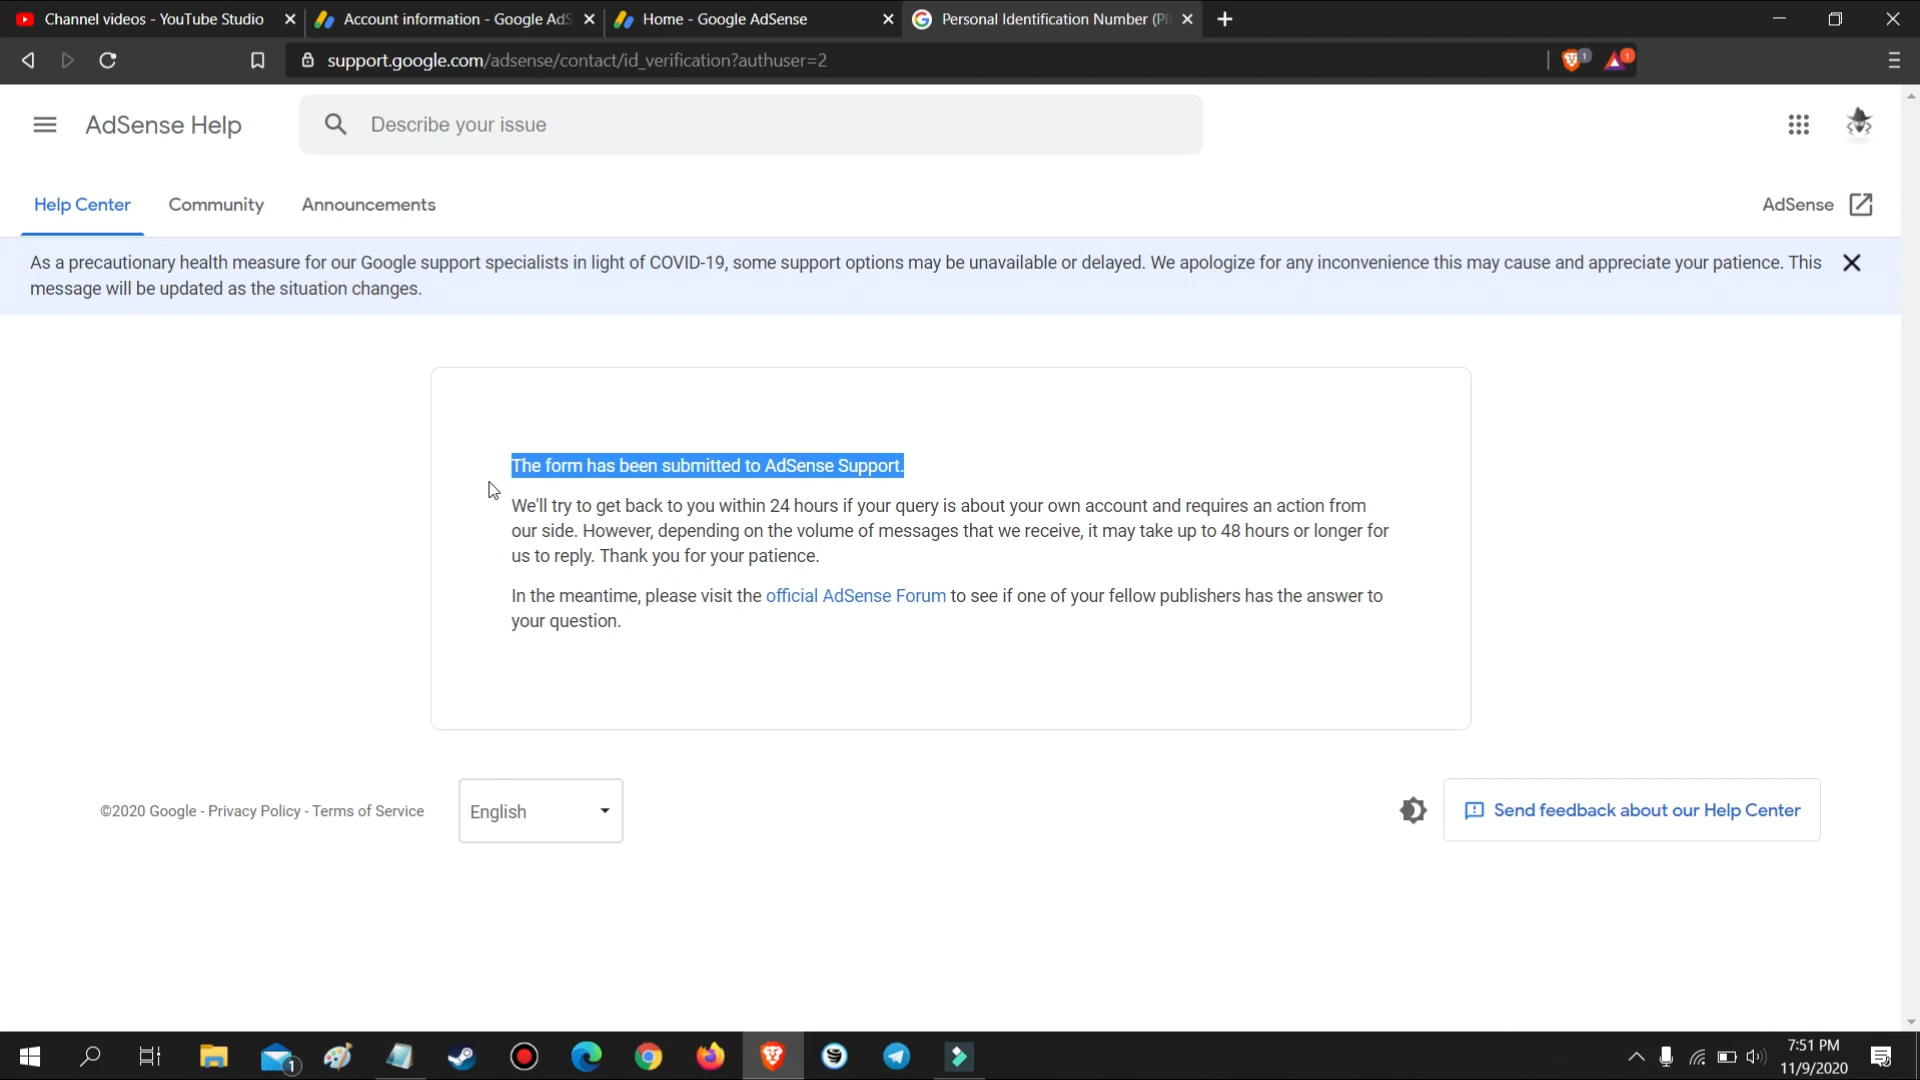 Channel videos - YouTube Studio
Account information - Google AdS
Home - Google AdSense
Personal Identification Number (PI
support.google.com/adsense/contact/id_verification?authuser=2
1
1
AdSense Help
Describe your issue
Help Center
Community
Announcements
AdSense
As a precautionary health measure for our Google support specialists in light of COVID-19, some support options may be unavailable or delayed. We apologize for any inconvenience this may cause and appreciate your patience. This
message will be updated as the situation changes.
The form has been submitted to AdSense Support.
We'll try to get back to you within 24 hours if your query is about your own account and requires an action from
our side. However, depending on the volume of messages that we receive, it may take up to 48 hours or longer for
us to reply. Thank you for your patience.
In the meantime, please visit the official AdSense Forum to see if one of your fellow publishers has the answer to
your question.
©2020 Google - Privacy Policy - Terms of Service
English
Send feedback about our Help Center
1
7:51 PM
11/9/2020